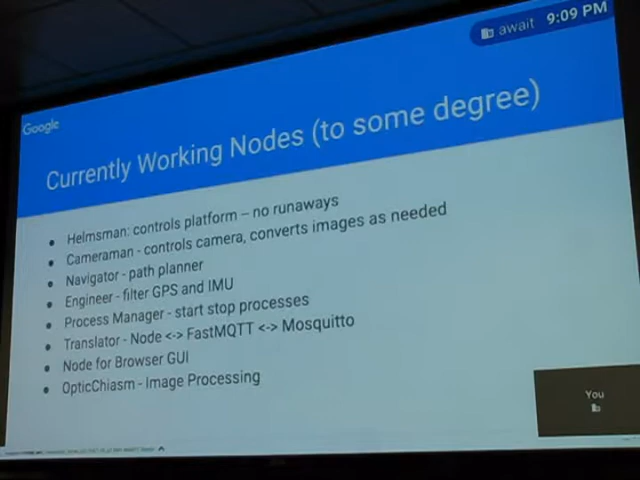 await 9:09 PM
Google
Currently Working Nodes (to some degree)
• Helmsman: controls platform – no runaways
• Cameraman - controls camera, converts images as needed
• Navigator - path planner
• Engineer - filter GPS and IMU
• Process Manager - start stop processes
• Translator - Node <-> FastMQTT <-> Mosquitto
• Node for Browser GUI
• OpticChiasm - Image Processing
You